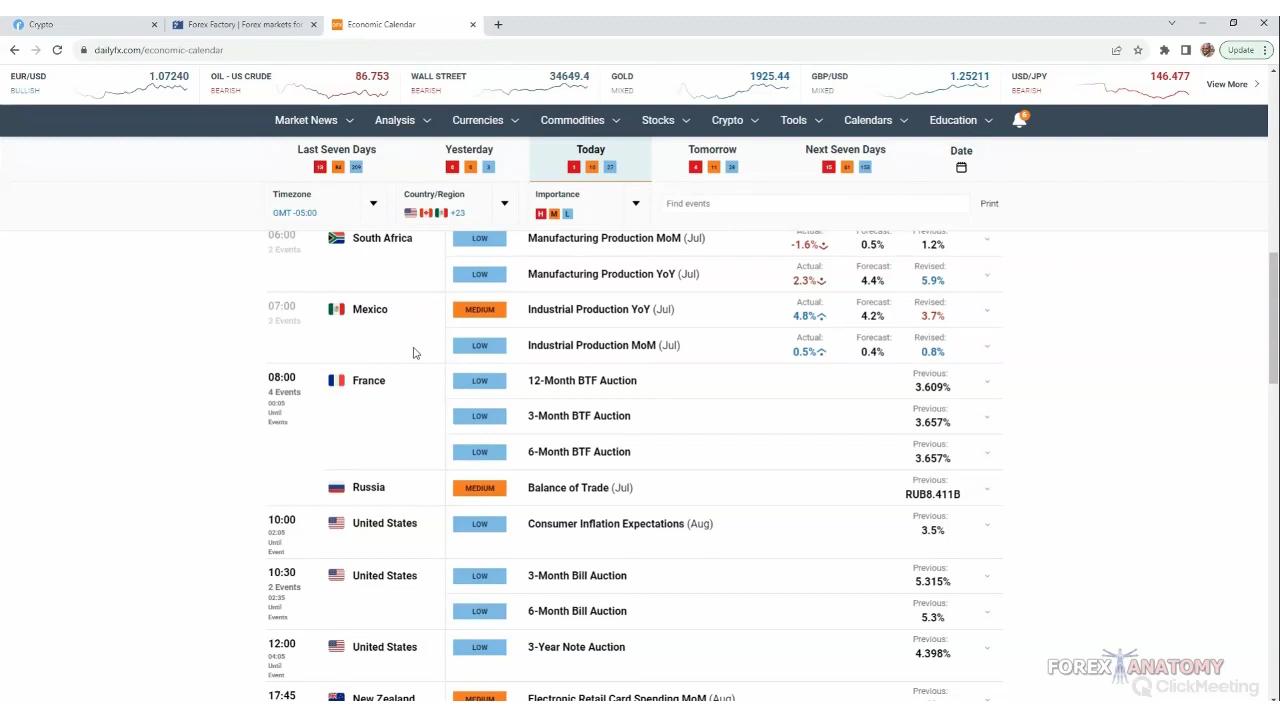 Crypto
Forex Factory | Forex markets fo
Economic Calendar
dailyfx.com/economic-calendar
Update
EUR/USD 1.07240
BULLISH
OIL - US CRUDE 86.753
BEARISH
WALL STREET 34649.4
BEARISH
GOLD 1925.44
MIXED
GBP/USD 1.25211
MIXED
USD/JPY 146.477
BEARISH
View More
Market News Analysis Currencies Commodities Stocks Crypto Tools Calendars Education 6
Last Seven Days Yesterday Today Tomorrow Next Seven Days Date
Timezone
GMT -05:00
Country/Region
+23
Importance
H M L
Find events
Print
06:00 South Africa LOW Manufacturing Production MoM (Jul)
2 Events
Actual: Forecast: Previous:
-1.6% 0.5% 1.2%
LOW Manufacturing Production YoY (Jul)
Actual: Forecast: Revised:
2.3% 4.4% 5.9%
07:00 Mexico MEDIUM Industrial Production YoY (Jul)
Actual: Forecast: Revised:
4.8% 4.2% 3.7%
LOW Industrial Production MoM (Jul)
Actual: Forecast: Revised:
0.5% 0.4% 0.8%
08:00 France LOW 12-Month BTF Auction
4 Events
00:05
Until
Events
Previous:
3.609%
LOW 3-Month BTF Auction
Previous:
3.657%
LOW 6-Month BTF Auction
Previous:
3.657%
Russia MEDIUM Balance of Trade (Jul)
Previous:
RUB8.411B
10:00 United States LOW Consumer Inflation Expectations (Aug)
02:05
Until
Event
Previous:
3.5%
10:30 United States LOW 3-Month Bill Auction
2 Events
02:35
Until
Events
Previous:
5.315%
LOW 6-Month Bill Auction
Previous:
5.3%
12:00 United States LOW 3-Year Note Auction
04:05
Until
Event
Previous:
4.398%
17:45 New Zealand MEDIUM Electronic Retail Card Spending MoM (Aug)
Previous:
FOREX ANATOMY
ClickMeeting